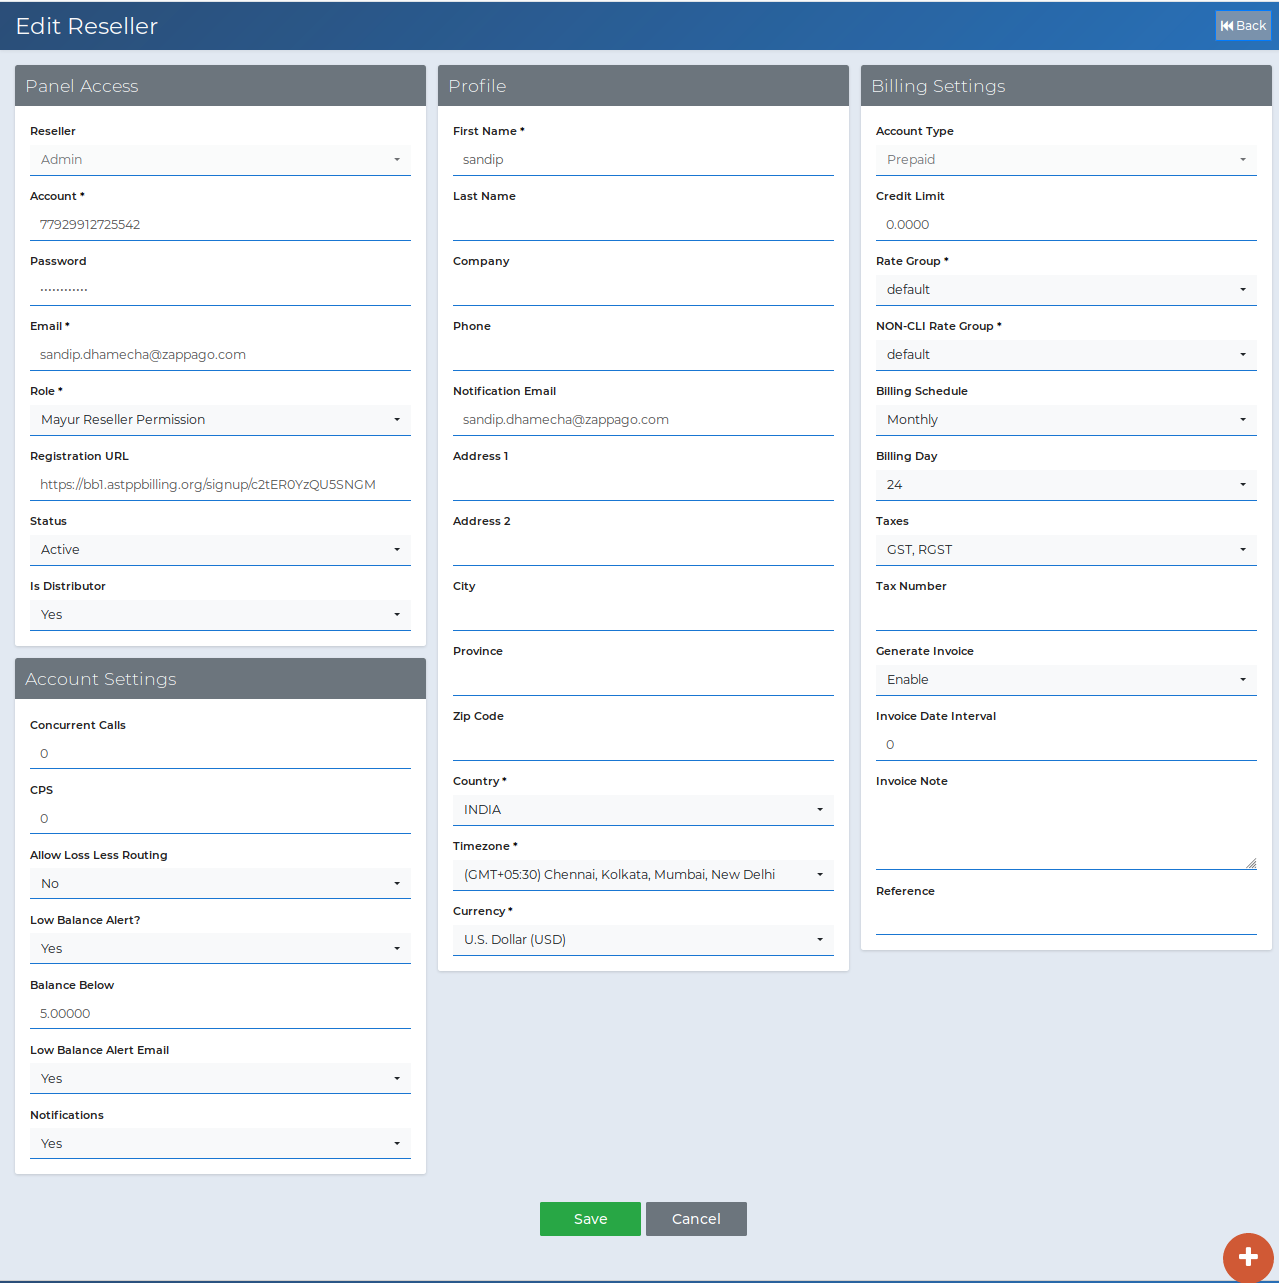 Edit Reseller
Back
Panel Access
Reseller
Admin
Account *
77929912725542
Password
............
Email *
sandip.dhamecha@zappago.com
Role *
Mayur Reseller Permission
Registration URL
https://bb1.astppbilling.org/signup/c2tER0YzQU5SNGM
Status
Active
Is Distributor
Yes
Account Settings
Concurrent Calls
0
CPS
0
Allow Loss Less Routing
No
Low Balance Alert?
Yes
Balance Below
5.00000
Low Balance Alert Email
Yes
Notifications
Yes
Profile
First Name *
sandip
Last Name
Company
Phone
Notification Email
sandip.dhamecha@zappago.com
Address 1
Address 2
City
Province
Zip Code
Country *
INDIA
Timezone *
(GMT+05:30) Chennai, Kolkata, Mumbai, New Delhi
Currency *
U.S. Dollar (USD)
Billing Settings
Account Type
Prepaid
Credit Limit
0.0000
Rate Group *
default
NON-CLI Rate Group *
default
Billing Schedule
Monthly
Billing Day
24
Taxes
GST, RGST
Tax Number
Generate Invoice
Enable
Invoice Date Interval
0
Invoice Note
Reference
Save
Cancel